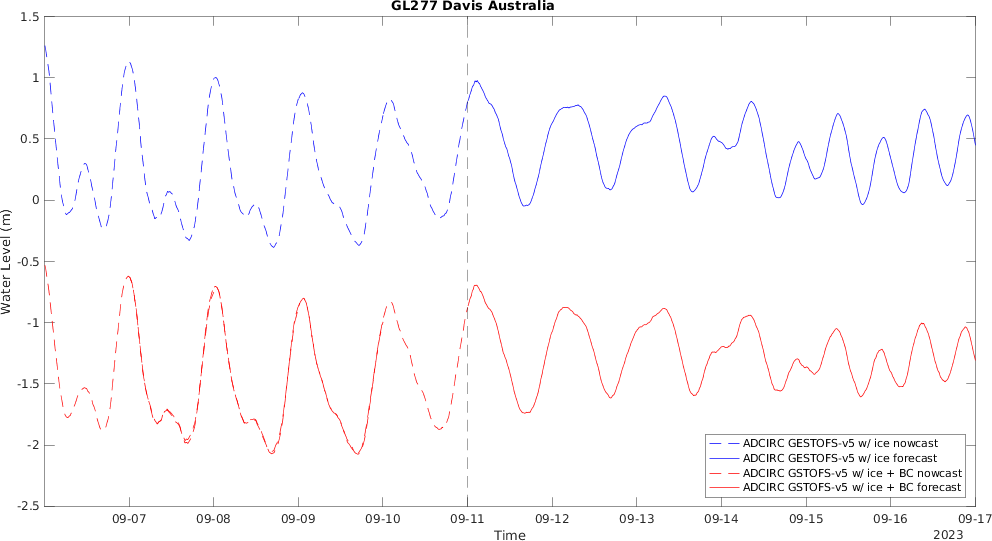 GL277 Davis Australia
1.5
1
0.5
0
-0.5
-1
-1.5
-2
-2.5
Water Level (m)
ADCIRC GESTOFS-v5 w/ ice nowcast
ADCIRC GESTOFS-v5 w/ ice forecast
ADCIRC GSTOFS-v5 w/ ice + BC nowcast
ADCIRC GSTOFS-v5 w/ ice + BC forecast
09-07 09-08 09-09 09-10 09-11 09-12 09-13 09-14 09-15 09-16 09-17
Time
2023